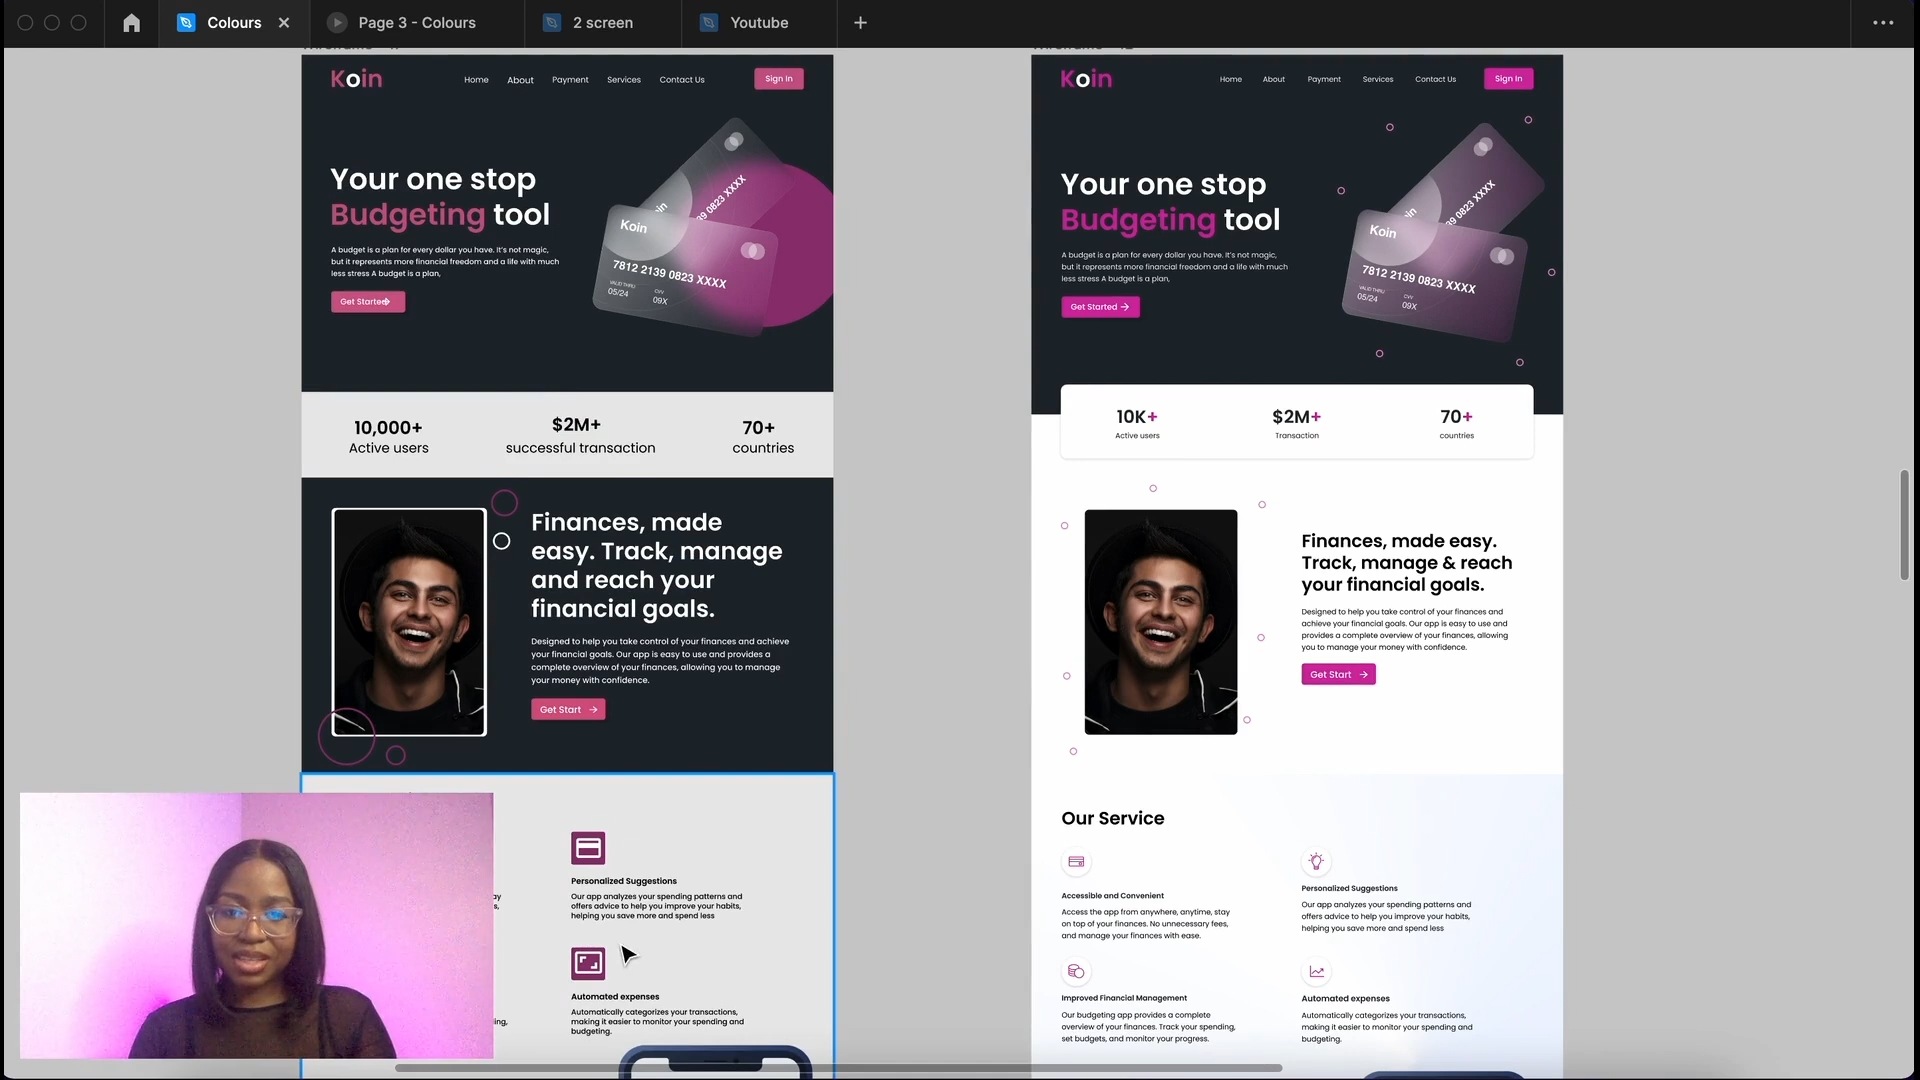 Colours
Page 3 - Colours
2 screen
Youtube
Koin
Home
About
Payment
Services
Contact Us
Sign In
Your one stop
Budgeting tool
A budget is a plan for every dollar you have. It's not magic,
but it represents more financial freedom and a life with much
less stress A budget is a plan,
Get Started
0823 XXXX
Koin
7812 2139 0823 XXXX
VALID THRU
05/24
CVV
09X
10,000+
Active users
$2M+
successful transaction
70+
countries
Finances, made
easy. Track, manage
and reach your
financial goals.
Designed to help you take control of your finances and achieve
your financial goals. Our app is easy to use and provides a
complete overview of your finances, allowing you to manage
your money with confidence.
Get Start
Personalized Suggestions
Our app analyzes your spending patterns and
offers advice to help you improve your habits,
helping you save more and spend less
Automated expenses
Automatically categorizes your transactions,
making it easier to monitor your spending and
budgeting.
Koin
Home
About
Payment
Services
Contact Us
Sign In
Your one stop
Budgeting tool
A budget is a plan for every dollar you have. It's not magic,
but it represents more financial freedom and a life with much
less stress A budget is a plan,
Get Started
0823 XXXX
Koin
7812 2139 0823 XXXX
VALID THRU
05/24
CVV
09X
10K+
Active users
$2M+
Transaction
70+
countries
Finances, made easy.
Track, manage & reach
your financial goals.
Designed to help you take control of your finances and
achieve your financial goals. Our app is easy to use and
provides a complete overview of your finances, allowing
you to manage your money with confidence.
Get Start
Our Service
Accessible and Convenient
Access the app from anywhere, anytime, stay
on top of your finances. No unnecessary fees,
and manage your finances with ease.
Personalized Suggestions
Our app analyzes your spending patterns and
offers advice to help you improve your habits,
helping you save more and spend less
Improved Financial Management
Our budgeting app provides a complete
overview of your finances. Track your spending,
set budgets, and monitor your progress.
Automated expenses
Automatically categorizes your transactions,
making it easier to monitor your spending and
budgeting.